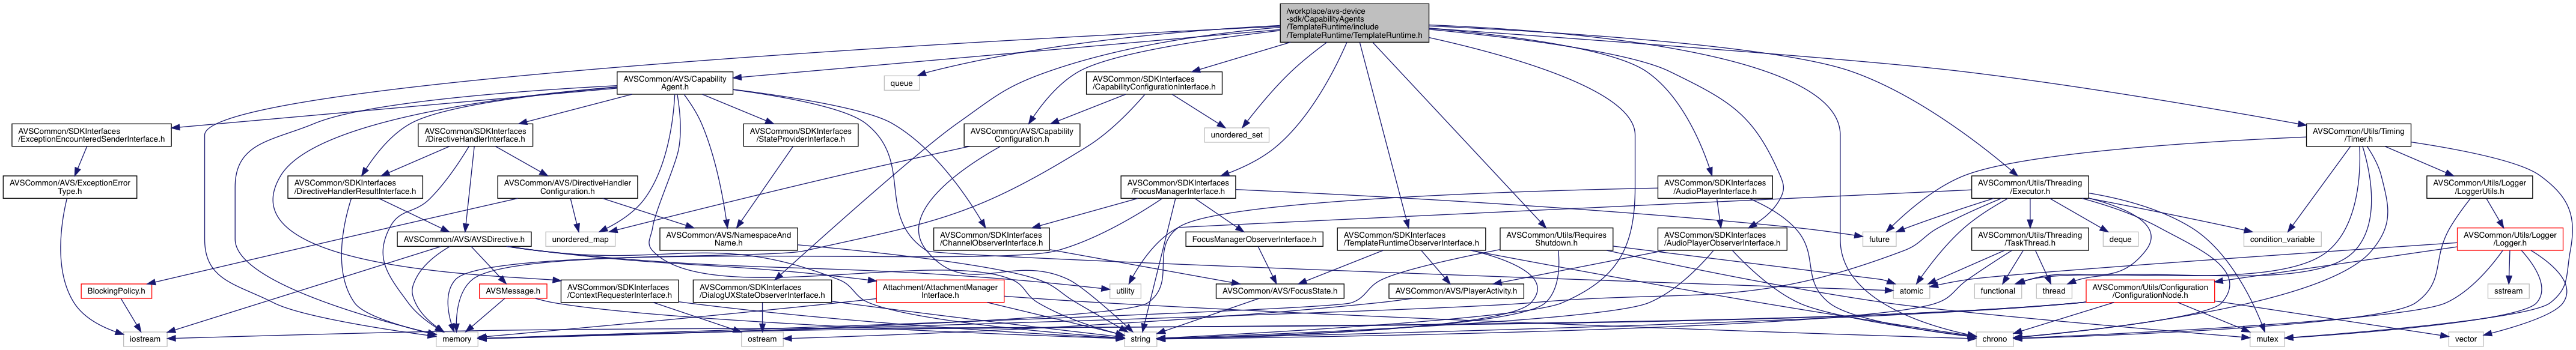 /workplace/avs-device
-sdk/CapabilityAgents
/TemplateRuntime/include
/TemplateRuntime/TemplateRuntime.h
AVSCommon/AVS/Capability
Agent.h
queue
AVSCommon/SDKInterfaces
/CapabilityConfigurationInterface.h
AVSCommon/SDKInterfaces
/ExceptionEncounteredSenderInterface.h
AVSCommon/SDKInterfaces
/DirectiveHandlerInterface.h
AVSCommon/SDKInterfaces
/StateProviderInterface.h
AVSCommon/AVS/Capability
Configuration.h
unordered_set
AVSCommon/Utils/Timing
/Timer.h
AVSCommon/AVS/ExceptionError
Type.h
AVSCommon/SDKInterfaces
/DirectiveHandlerResultInterface.h
AVSCommon/AVS/DirectiveHandler
Configuration.h
AVSCommon/SDKInterfaces
/FocusManagerInterface.h
AVSCommon/SDKInterfaces
/AudioPlayerInterface.h
AVSCommon/Utils/Threading
/Executor.h
AVSCommon/Utils/Logger
/LoggerUtils.h
AVSCommon/AVS/AVSDirective.h
unordered_map
AVSCommon/AVS/NamespaceAnd
Name.h
AVSCommon/SDKInterfaces
/ChannelObserverInterface.h
FocusManagerObserverInterface.h
AVSCommon/SDKInterfaces
/TemplateRuntimeObserverInterface.h
AVSCommon/Utils/Requires
Shutdown.h
AVSCommon/SDKInterfaces
/AudioPlayerObserverInterface.h
future
AVSCommon/Utils/Threading
/TaskThread.h
deque
condition_variable
AVSCommon/Utils/Logger
/Logger.h
BlockingPolicy.h
AVSMessage.h
AVSCommon/SDKInterfaces
/ContextRequesterInterface.h
AVSCommon/SDKInterfaces
/DialogUXStateObserverInterface.h
Attachment/AttachmentManager
Interface.h
utility
AVSCommon/AVS/FocusState.h
AVSCommon/AVS/PlayerActivity.h
atomic
functional
thread
AVSCommon/Utils/Configuration
/ConfigurationNode.h
sstream
iostream
memory
ostream
string
chrono
mutex
vector